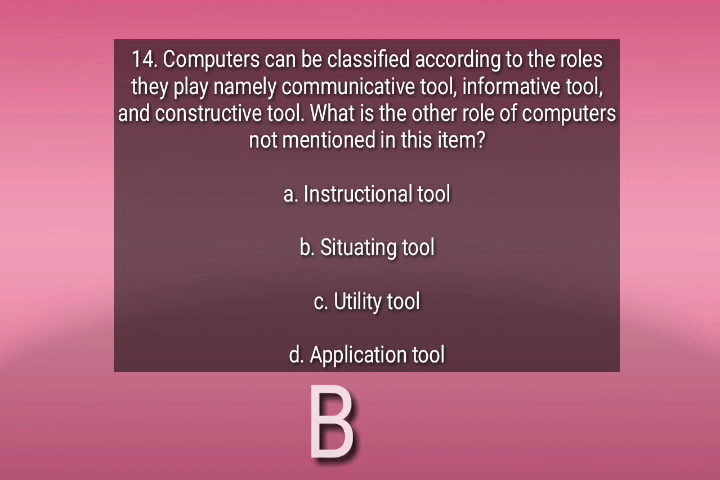 14. Computers can be classified according to the roles
they play namely communicative tool, informative tool,
and constructive tool. What is the other role of computers
not mentioned in this item?
a. Instructional tool
b. Situating tool
c. Utility tool
d. Application tool
B